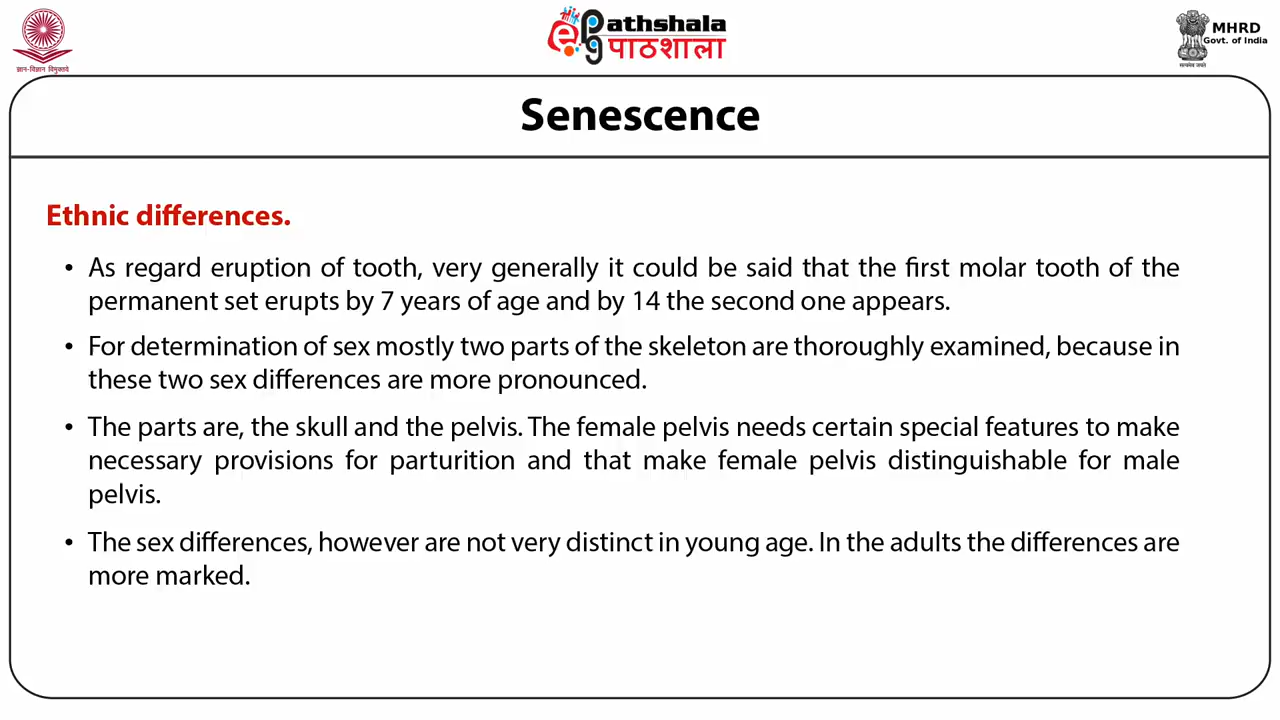 ज्ञान-विज्ञान विमुक्तये
ePG Pathshala
पाठशाला
MHRD
Govt. of India
सत्यमेव जयते
Senescence
Ethnic differences.
• As regard eruption of tooth, very generally it could be said that the first molar tooth of the
permanent set erupts by 7 years of age and by 14 the second one appears.
• For determination of sex mostly two parts of the skeleton are thoroughly examined, because in
these two sex differences are more pronounced.
• The parts are, the skull and the pelvis. The female pelvis needs certain special features to make
necessary provisions for parturition and that make female pelvis distinguishable for male
pelvis.
• The sex differences, however are not very distinct in young age. In the adults the differences are
more marked.